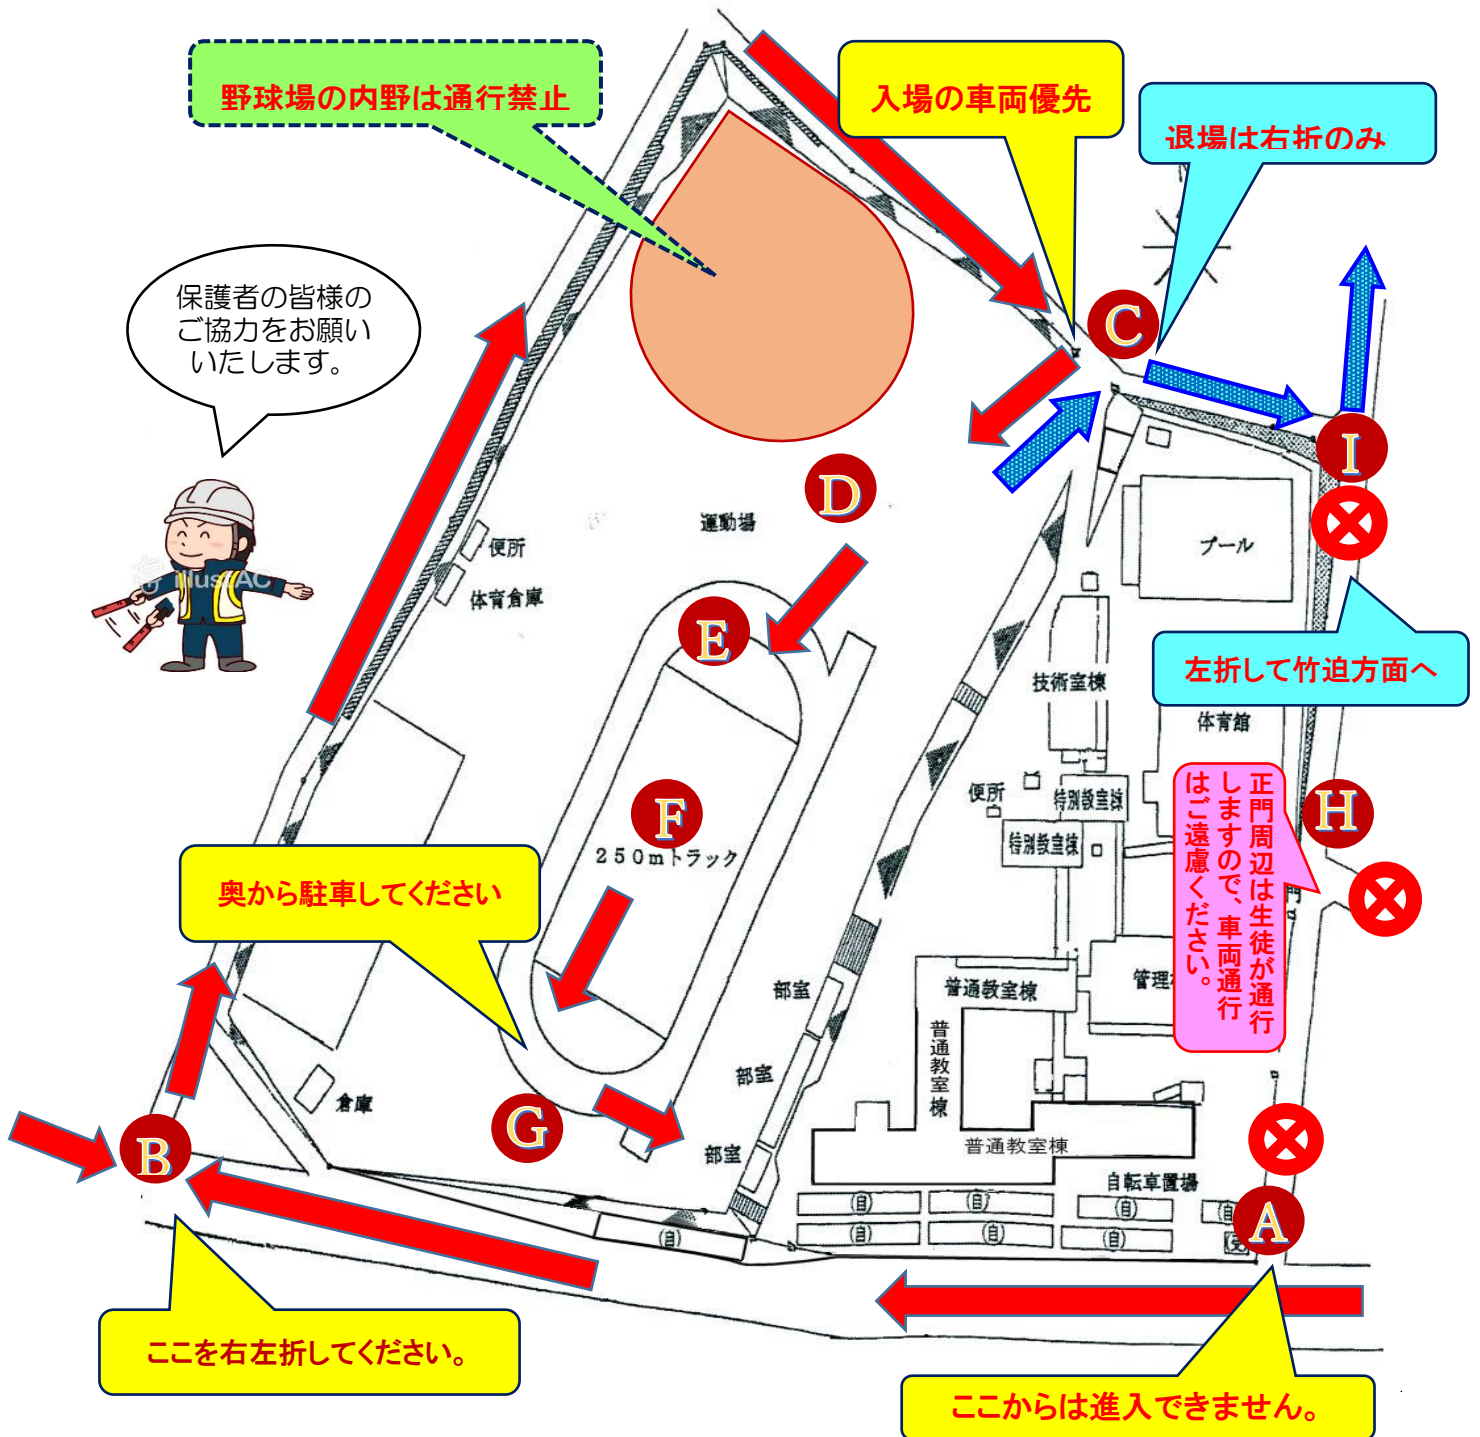 野球場の内野は通行禁止
入場の車両優先
退場は右折のみ
保護者の皆様の
ご協力をお願い
いたします。
illustAC
C
I
D
運動場
便所
体育倉庫
プール
E
左折して竹迫方面へ
技術室棟
体育館
正門周辺は生徒が通行
しますので、車両通行
はご遠慮ください。
H
便所
特別教室棟
特別教室棟
F
250mトラック
奥から駐車してください
部室
普通教室棟
管理
普通教室棟
部室
倉庫
G
B
部室
普通教室棟
自転車置場
自
自
自
自
自
自
自
自
A
ここを右左折してください。
ここからは進入できません。